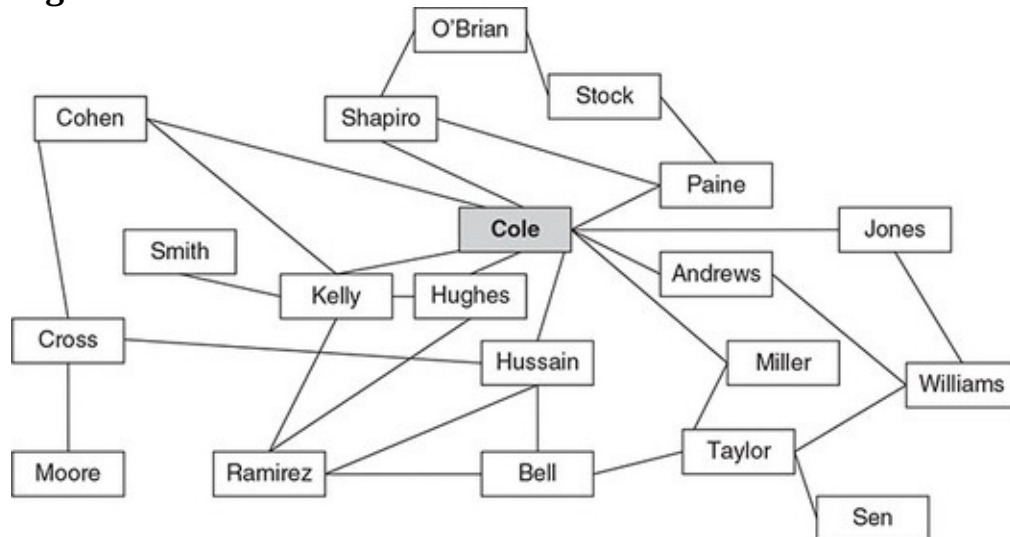 O'Brian
Stock
Cohen
Shapiro
Paine
Cole
Jones
Smith
Andrews
Kelly
Hughes
Cross
Hussain
Miller
Williams
Taylor
Moore
Ramirez
Bell
Sen